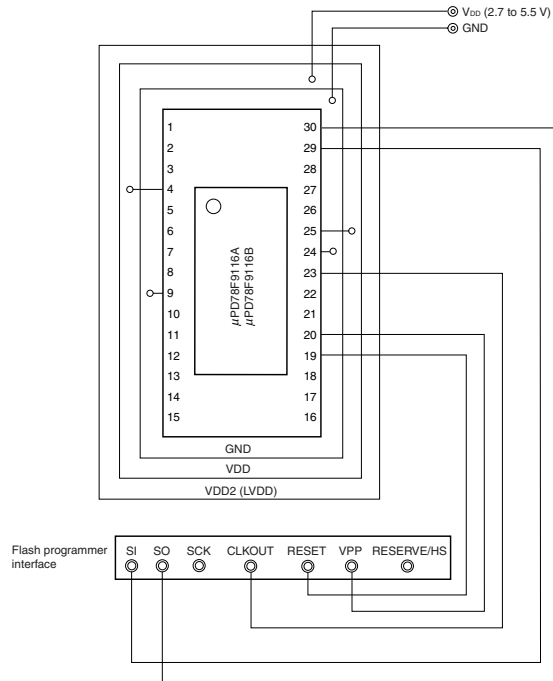 VDD (2.7 to 5.5 V)
GND
1 30
2 29
3 28
4 27
5 26
6 25
7 24
8 23
9 22
10 21
11 20
12 19
13 18
14 17
15 16
µPD78F9116A
µPD78F9116B
GND
VDD
VDD2 (LVDD)
Flash programmer
interface
SI SO SCK CLKOUT RESET VPP RESERVE/HS